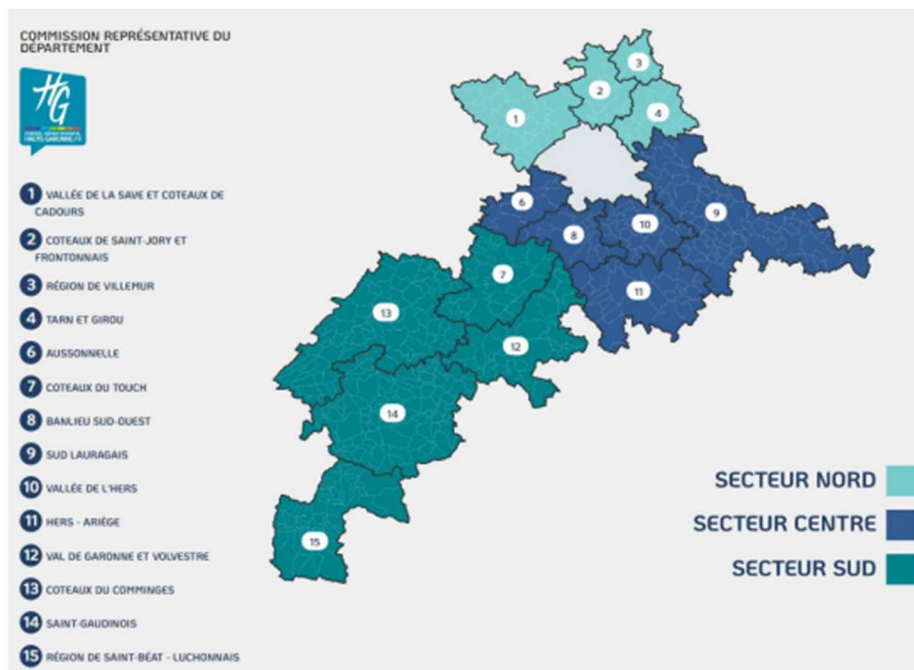 COMMISSION REPRÉSENTATIVE DU
DÉPARTEMENT
HG
1 VALLÉE DE LA SAVE ET COTEAUX DE
CADOURS
2 COTEAUX DE SAINT-JORY ET
FRONTONNAIS
3 RÉGION DE VILLEMUR
4 TARN ET GIROU
6 AUSSONNELLE
7 COTEAUX DU TOUCH
8 BANLIEU SUD-OUEST
9 SUD LAURAGAIS
10 VALLÉE DE L'HERS
11 HERS - ARIÈGE
12 VAL DE GARONNE ET VOLVESTRE
13 COTEAUX DU COMMINGES
14 SAINT-GAUDINOIS
15 RÉGION DE SAINT-BÉAT - LUCHONNAIS
3
2
1
4
6
9
8
10
7
11
13
12
14
15
SECTEUR NORD
SECTEUR CENTRE
SECTEUR SUD